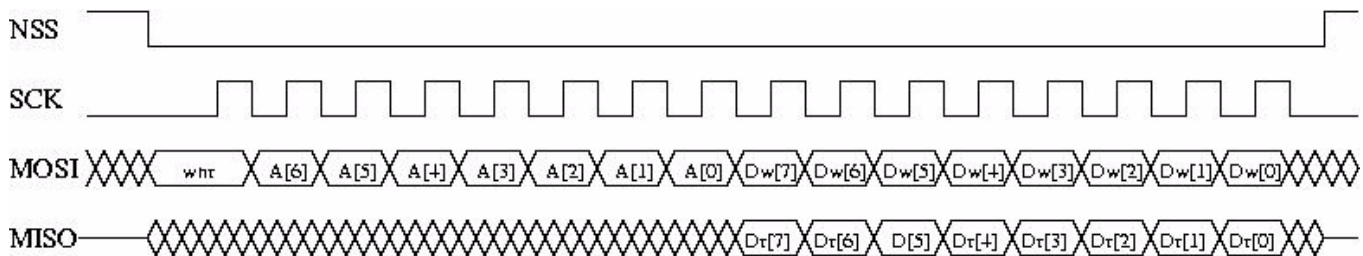 NSS
SCK
MOSI whr A[6] A[5] A[4] A[3] A[2] A[1] A[0] Dw[7] Dw[6] Dw[5] Dw[4] Dw[3] Dw[2] Dw[1] Dw[0]
MISO Dr[7] Dr[6] D[5] Dr[4] Dr[3] Dr[2] Dr[1] Dr[0]